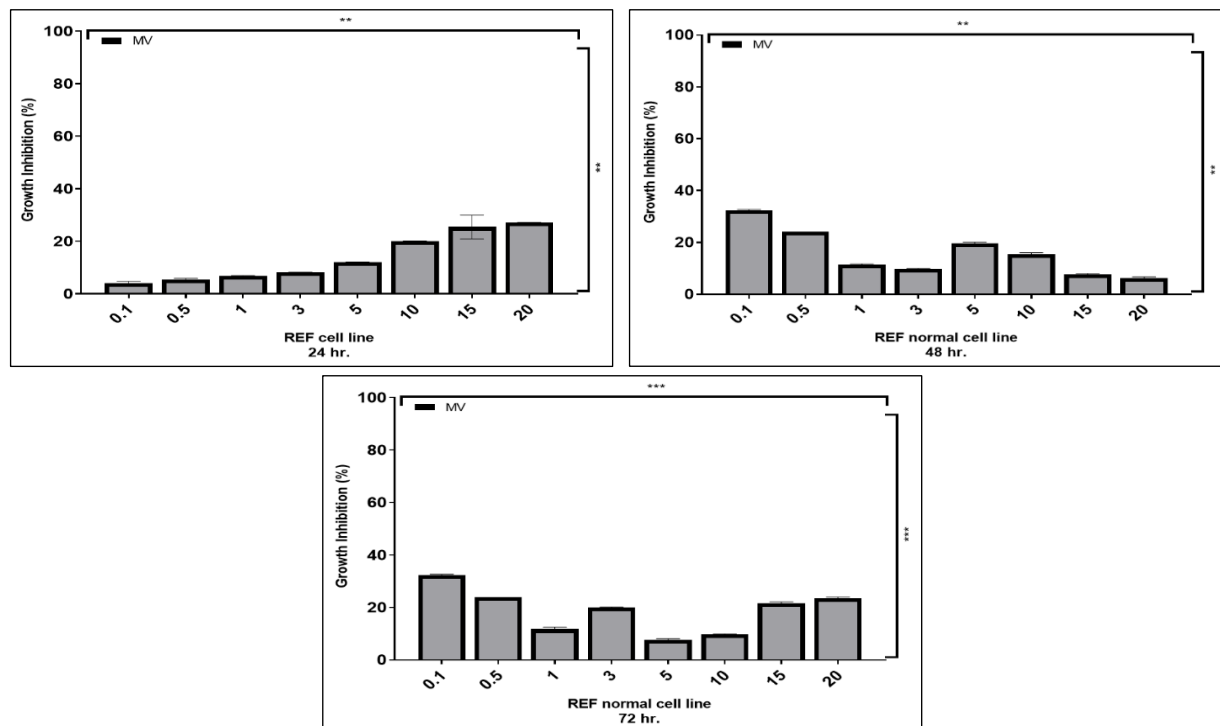 **
MV
100
80
60
40
20
0
Growth Inhibition (%)
**
0.1 0.5 1 3 5 10 15 20
REF cell line
24 hr.
**
MV
100
80
60
40
20
0
Growth Inhibition (%)
**
0.1 0.5 1 3 5 10 15 20
REF normal cell line
48 hr.
***
MV
100
80
60
40
20
0
Growth Inhibition (%)
***
0.1 0.5 1 3 5 10 15 20
REF normal cell line
72 hr.